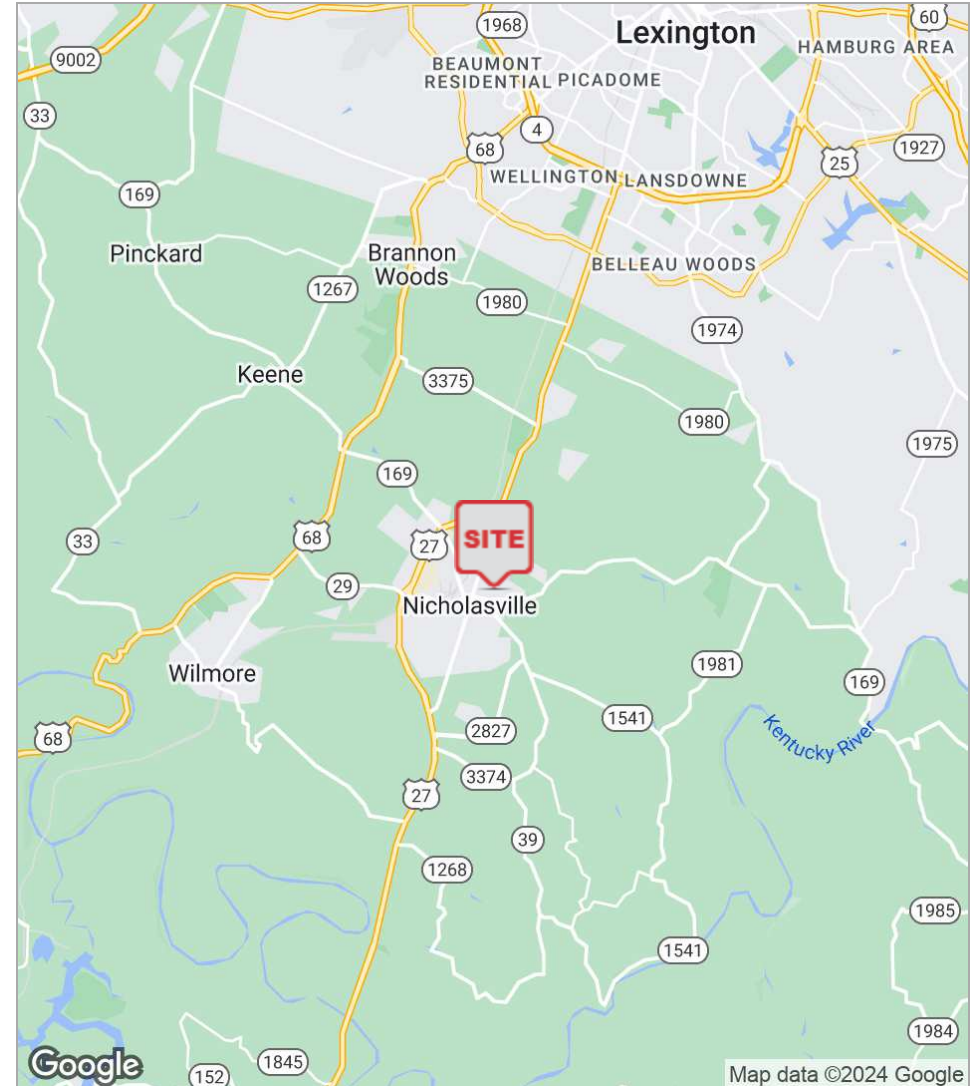 1968
Lexington
60
9002
HAMBURG AREA
BEAUMONT
RESIDENTIAL
PICADOME
33
4
68
1927
25
WELLINGTON
LANSDOWNE
169
Pinckard
Brannon
Woods
BELLEAU WOODS
1267
1980
1974
Keene
3375
1980
1975
169
33
68
27
SITE
29
Nicholasville
Wilmore
1981
169
1541
2827
68
Kentucky River
3374
27
39
1268
1985
1541
1984
1845
152
Google
Map data ©2024 Google